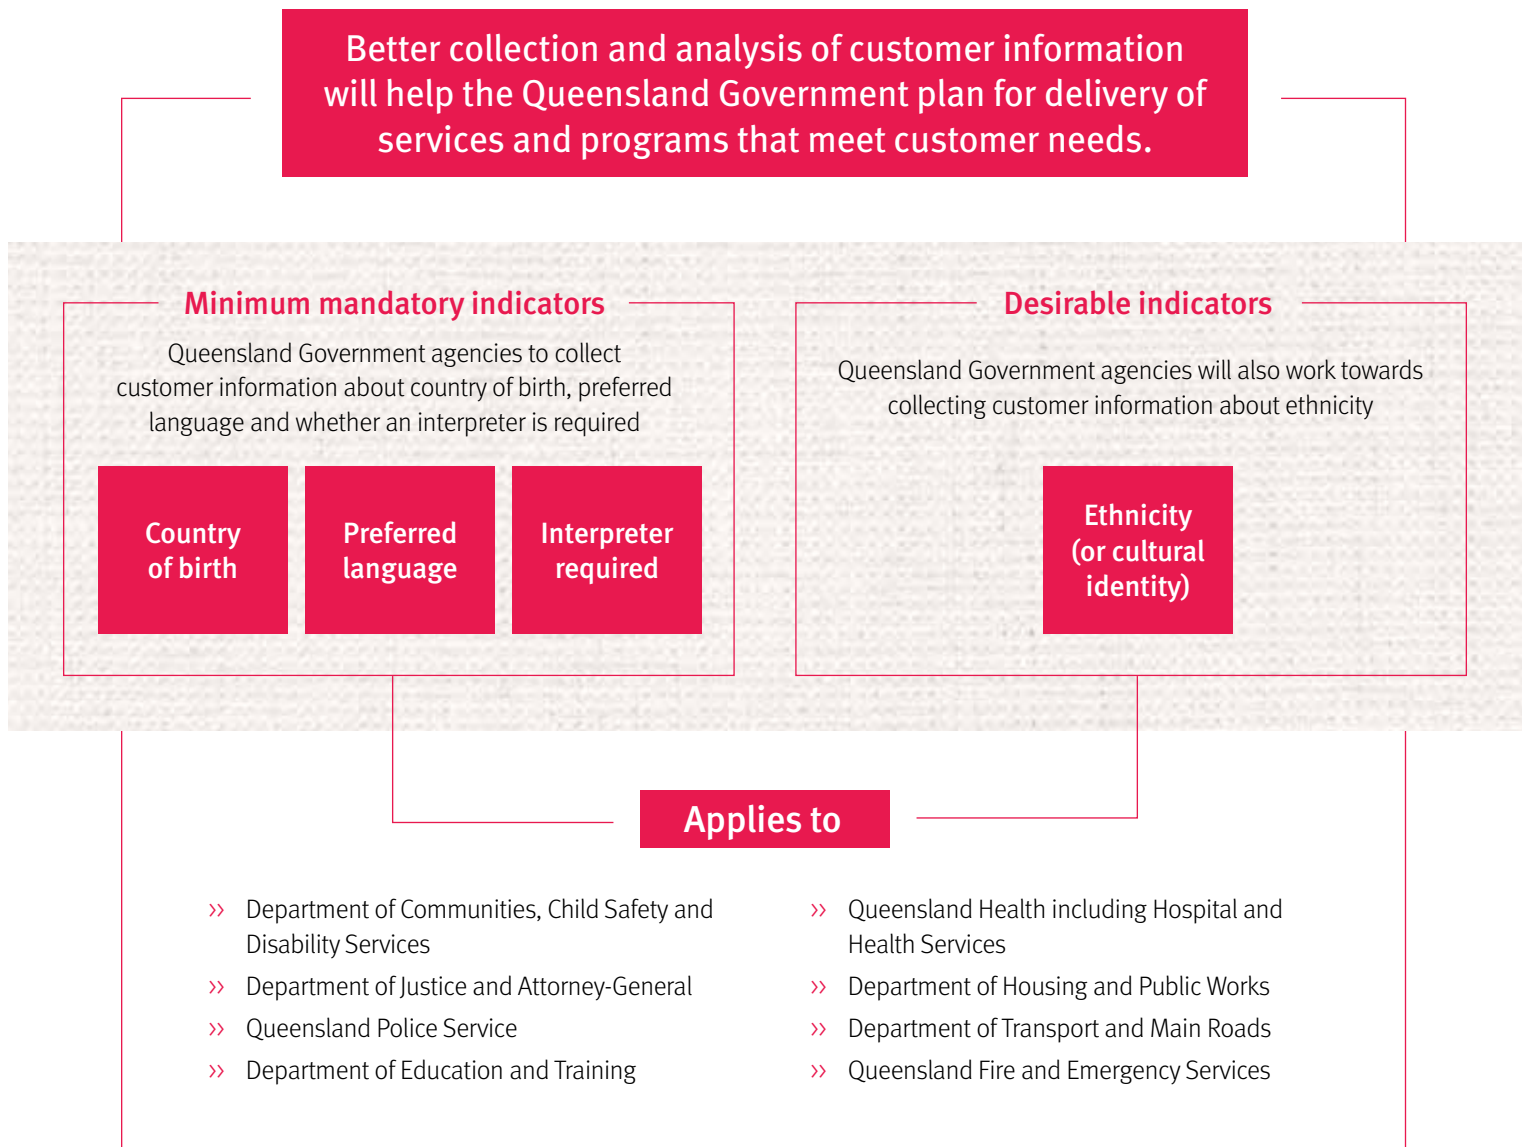 Better collection and analysis of customer information
will help the Queensland Government plan for delivery of
services and programs that meet customer needs.
Minimum mandatory indicators
Queensland Government agencies to collect
customer information about country of birth, preferred
language and whether an interpreter is required
Country
of birth
Preferred
language
Interpreter
required
Desirable indicators
Queensland Government agencies will also work towards
collecting customer information about ethnicity
Ethnicity
(or cultural
identity)
Applies to
›› Department of Communities, Child Safety and
Disability Services
›› Department of Justice and Attorney-General
›› Queensland Police Service
›› Department of Education and Training
›› Queensland Health including Hospital and
Health Services
›› Department of Housing and Public Works
›› Department of Transport and Main Roads
›› Queensland Fire and Emergency Services